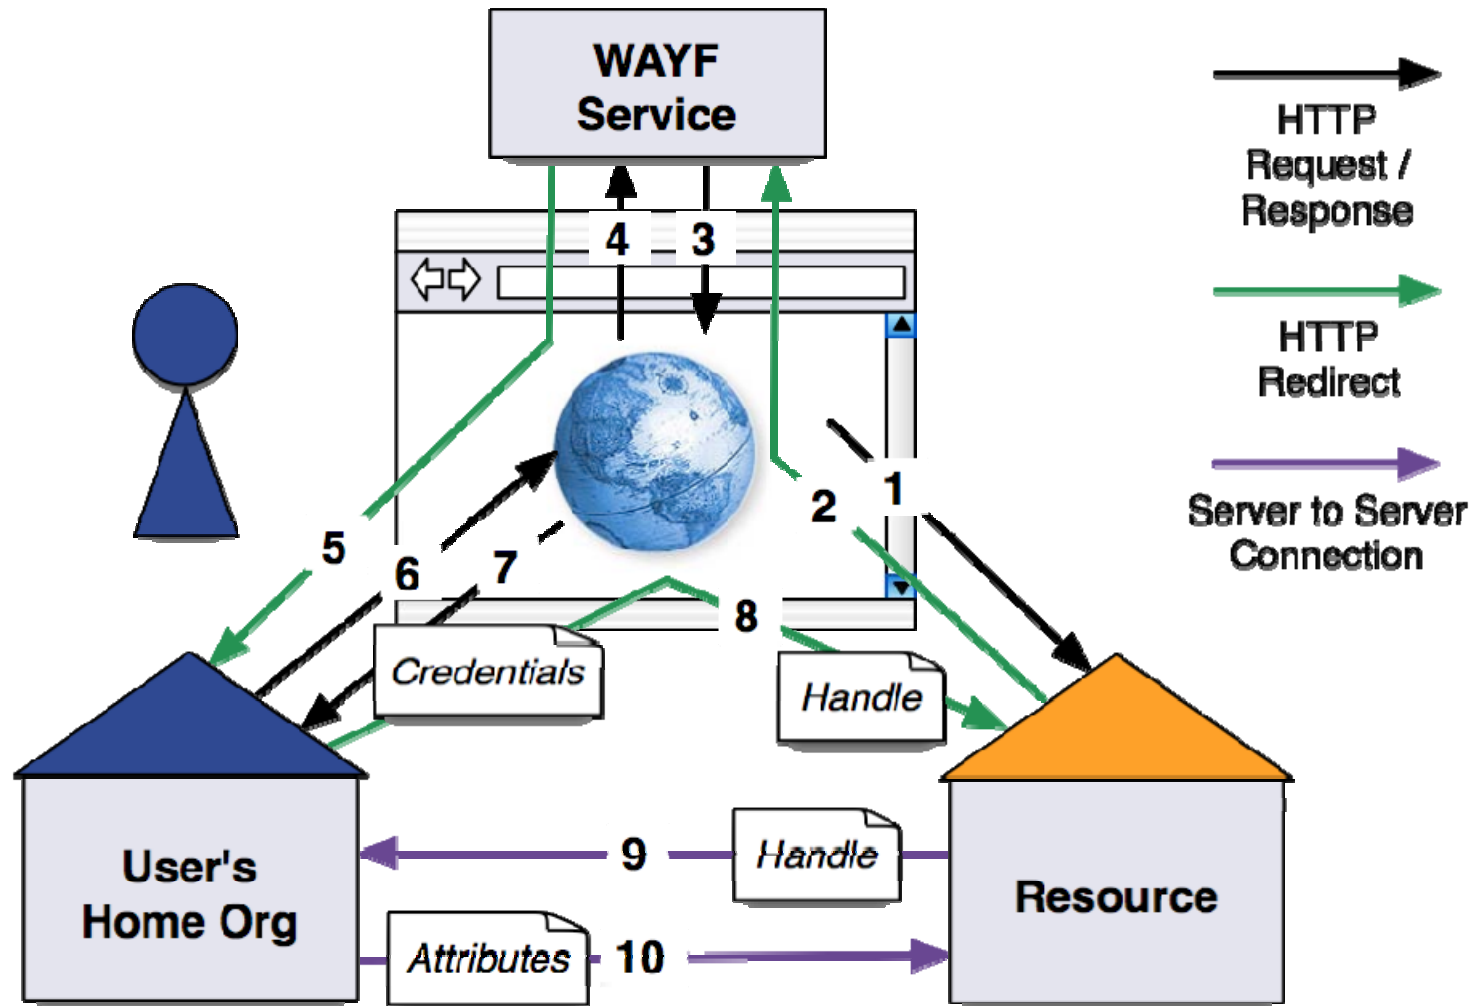 WAYF
Service
HTTP
Request /
Response
4
3
HTTP
Redirect
1
2
Server to Server
Connection
5
6
7
8
Credentials
Handle
9
Handle
User's
Home Org
Resource
Attributes
10